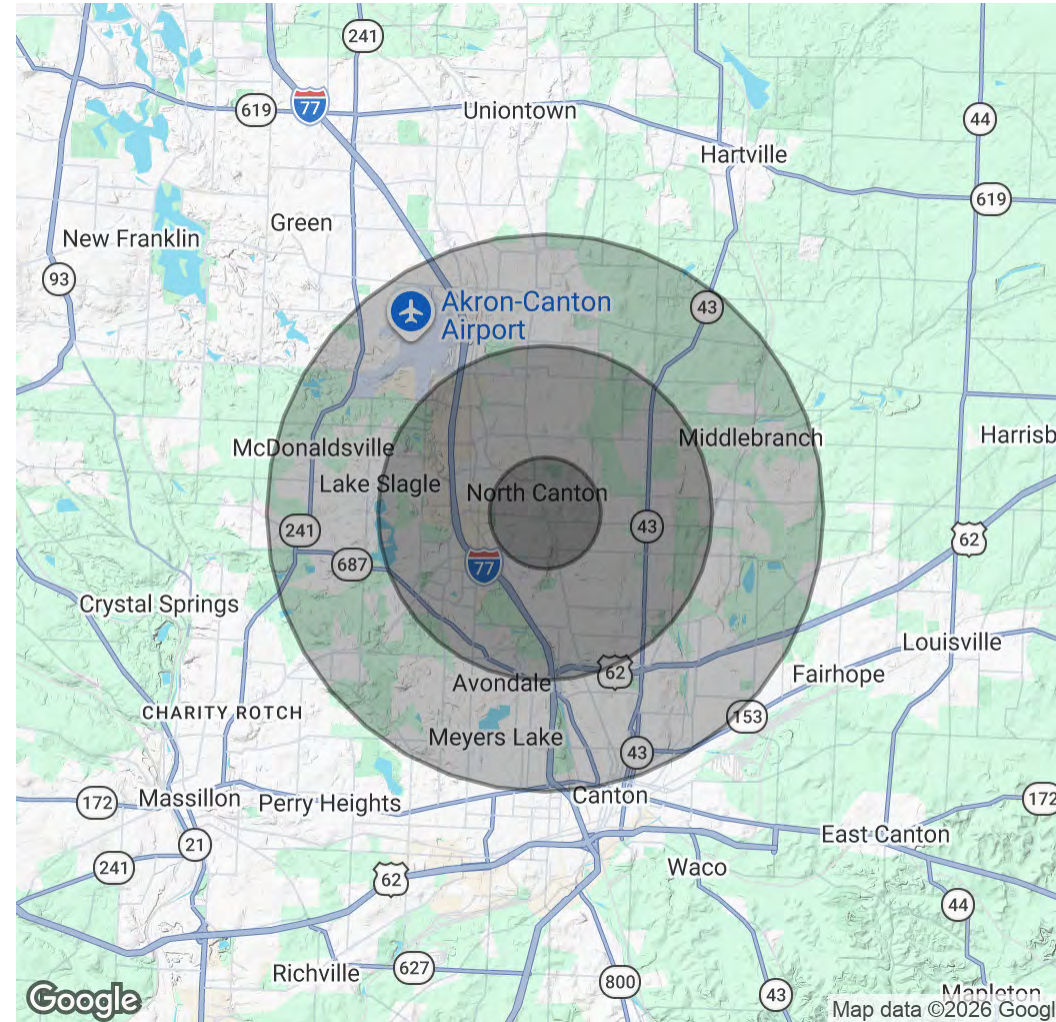 241
619
77
Uniontown
44
Hartville
619
Green
New Franklin
93
Akron-Canton
Airport
43
McDonaldsville
Middlebranch
Harrisb
Lake Slagle
North Canton
241
43
62
687
77
Crystal Springs
Louisville
62
Fairhope
Avondale
CHARITY ROTCH
153
Meyers Lake
43
172
Massillon
Perry Heights
Canton
172
21
East Canton
241
Waco
62
44
Richville
627
800
43
Mapleton
Google
Map data ©2026 Googl